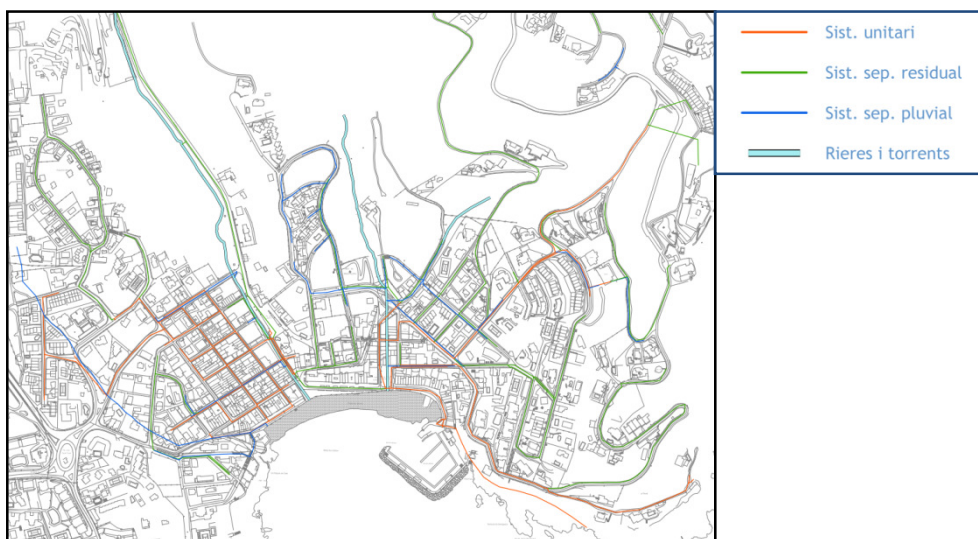 Sist. unitari
Sist. sep. residual
Sist. sep. pluvial
Rieres i torrents